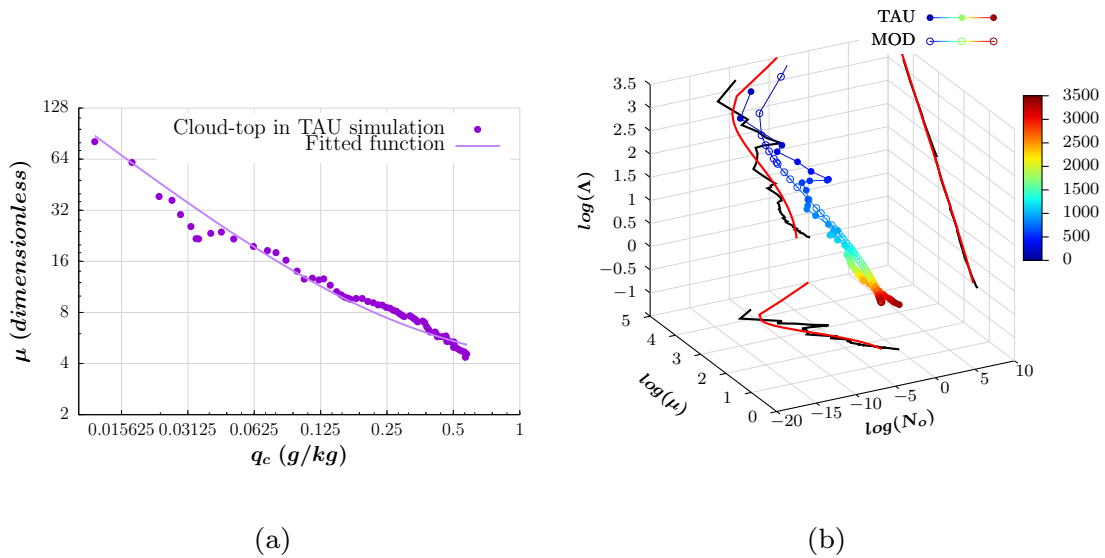 128
64
32
16
8
4
2
μ (dimensionless)
Cloud-top in TAU simulation
Fitted function
0.015625 0.03125 0.0625 0.125 0.25 0.5 1
q_c (g/kg)
(a)
TAU
MOD
3.5
3
2.5
2
1.5
1
0.5
0
−0.5
−1
log(Λ)
5 4 3 2 1 0
log(μ)
−20 −15 −10 −5 0 5 10
log(N_o)
3500
3000
2500
2000
1500
1000
500
0
(b)